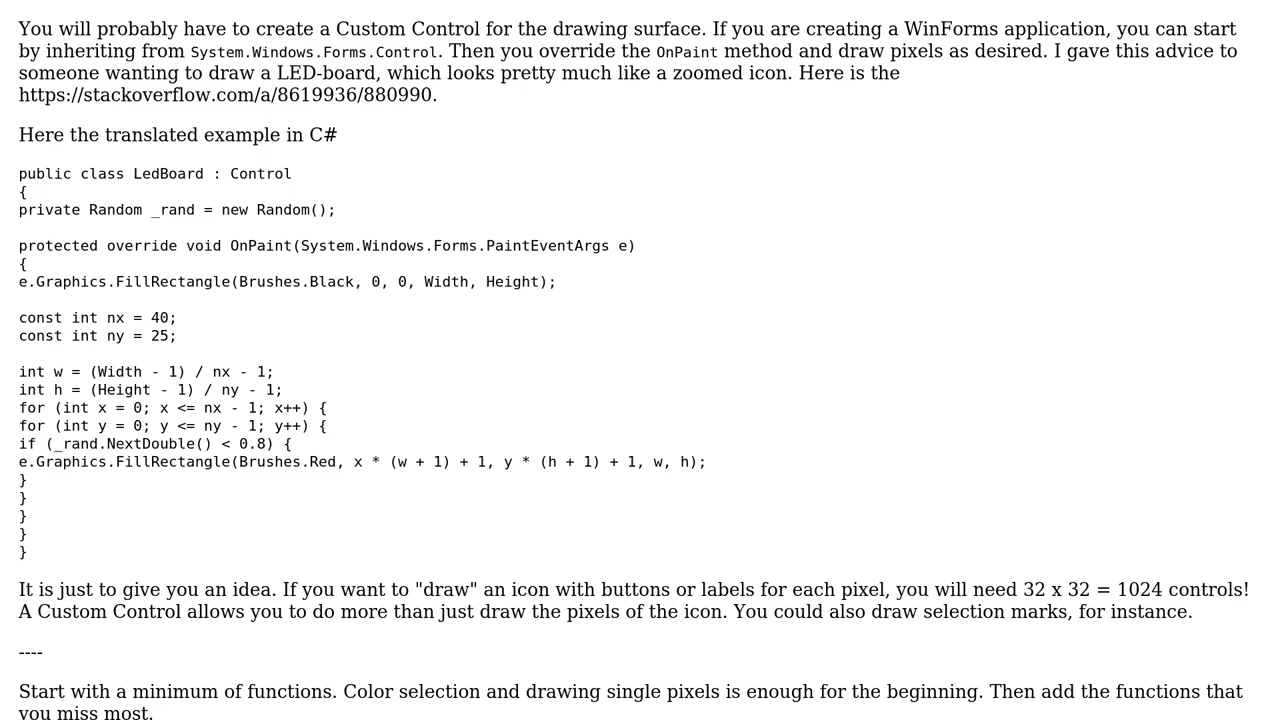 You will probably have to create a Custom Control for the drawing surface. If you are creating a WinForms application, you can start
by inheriting from System.Windows.Forms.Control. Then you override the OnPaint method and draw pixels as desired. I gave this advice to
someone wanting to draw a LED-board, which looks pretty much like a zoomed icon. Here is the
https://stackoverflow.com/a/8619936/880990.
Here the translated example in C#
public class LedBoard : Control
{
private Random _rand = new Random();
protected override void OnPaint(System.Windows.Forms.PaintEventArgs e)
{
e.Graphics.FillRectangle(Brushes.Black, 0, 0, Width, Height);
const int nx = 40;
const int ny = 25;
int w = (Width - 1) / nx - 1;
int h = (Height - 1) / ny - 1;
for (int x = 0; x <= nx - 1; x++) {
for (int y = 0; y <= ny - 1; y++) {
if (_rand.NextDouble() < 0.8) {
e.Graphics.FillRectangle(Brushes.Red, x * (w + 1) + 1, y * (h + 1) + 1, w, h);
}
}
}
}
}
It is just to give you an idea. If you want to "draw" an icon with buttons or labels for each pixel, you will need 32 x 32 = 1024 controls!
A Custom Control allows you to do more than just draw the pixels of the icon. You could also draw selection marks, for instance.
----
Start with a minimum of functions. Color selection and drawing single pixels is enough for the beginning. Then add the functions that
you miss most.